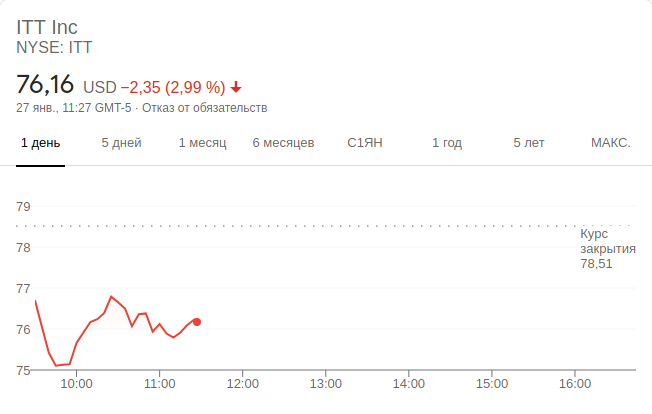 ITT Inc
NYSE: ITT
76,16 USD −2,35 (2,99 %)
27 янв., 11:27 GMT-5 · Отказ от обязательств
1 день 5 дней 1 месяц 6 месяцев С1ЯН 1 год 5 лет МАКС.
79
78
77
76
75
Курс
закрытия
78,51
10:00 11:00 12:00 13:00 14:00 15:00 16:00